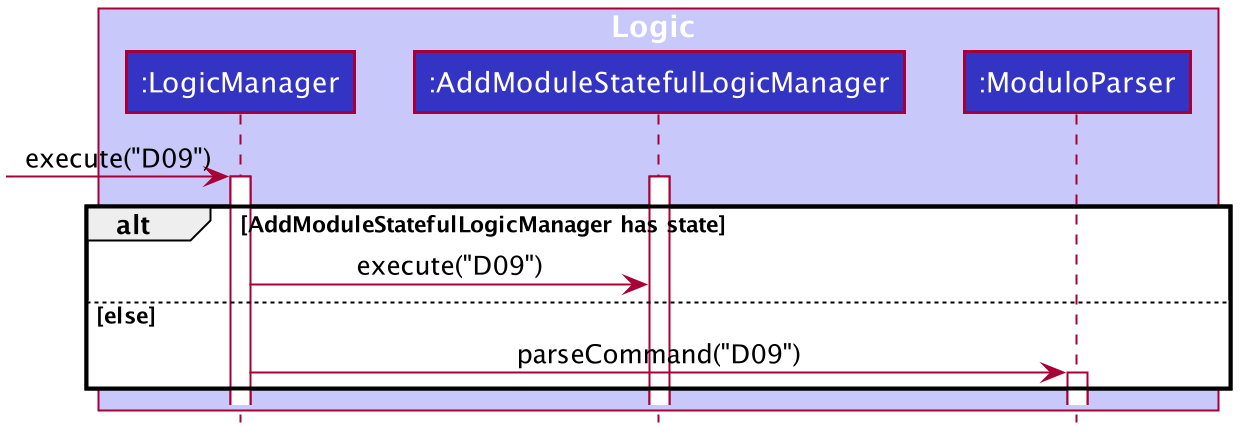 Logic
:LogicManager
:AddModuleStatefulLogicManager
:ModuloParser
execute("D09")
alt
[AddModuleStatefulLogicManager has state]
execute("D09")
[else]
parseCommand("D09")